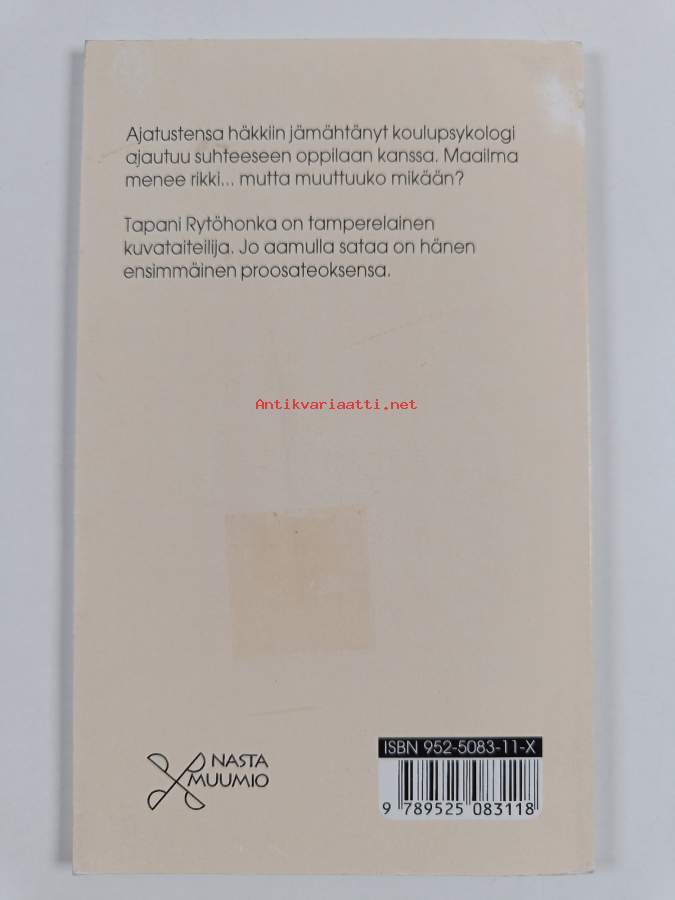 Ajatustensa häkkiin jämähtänyt koulupsykologi
ajautuu suhteeseen oppilaan kanssa. Maailma
menee rikki... mutta muuttuuko mikään?
Tapani Rytöhonka on tamperelainen
kuvataiteilija. Jo aamulla sataa on hänen
ensimmäinen proosateoksensa.
Antikvariaatti.net
NASTA
MUUMIO
ISBN 952-5083-11-X
9 789525 083118